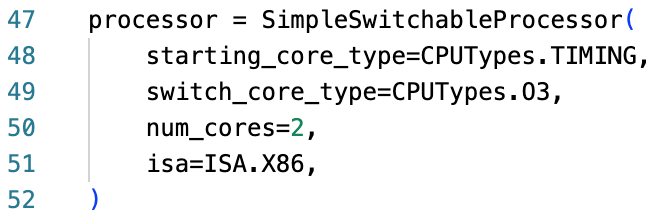 47 processor = SimpleSwitchableProcessor(
48 starting_core_type=CPUTypes.TIMING,
49 switch_core_type=CPUTypes.O3,
50 num_cores=2,
51 isa=ISA.X86,
52 )